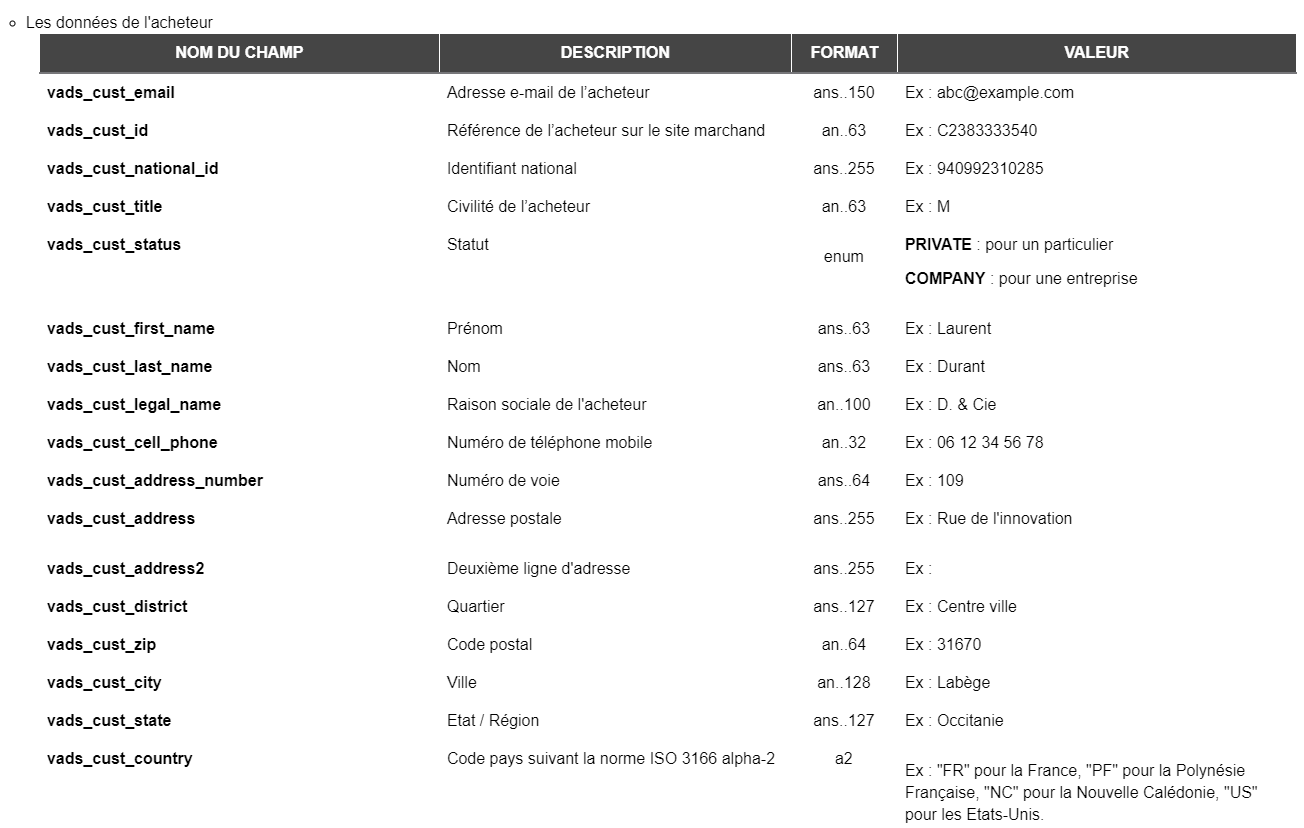 Les données de l'acheteur
NOM DU CHAMP DESCRIPTION FORMAT VALEUR
vads_cust_email Adresse e-mail de l’acheteur ans..150 Ex : abc@example.com
vads_cust_id Référence de l’acheteur sur le site marchand an..63 Ex : C2383333540
vads_cust_national_id Identifiant national ans..255 Ex : 940992310285
vads_cust_title Civilité de l’acheteur an..63 Ex : M
vads_cust_status Statut enum PRIVATE : pour un particulier
COMPANY : pour une entreprise
vads_cust_first_name Prénom ans..63 Ex : Laurent
vads_cust_last_name Nom ans..63 Ex : Durant
vads_cust_legal_name Raison sociale de l'acheteur an..100 Ex : D. & Cie
vads_cust_cell_phone Numéro de téléphone mobile an..32 Ex : 06 12 34 56 78
vads_cust_address_number Numéro de voie ans..64 Ex : 109
vads_cust_address Adresse postale ans..255 Ex : Rue de l'innovation
vads_cust_address2 Deuxième ligne d'adresse ans..255 Ex :
vads_cust_district Quartier ans..127 Ex : Centre ville
vads_cust_zip Code postal an..64 Ex : 31670
vads_cust_city Ville an..128 Ex : Labège
vads_cust_state Etat / Région ans..127 Ex : Occitanie
vads_cust_country Code pays suivant la norme ISO 3166 alpha-2 a2 Ex : "FR" pour la France, "PF" pour la Polynésie
Française, "NC" pour la Nouvelle Calédonie, "US"
pour les Etats-Unis.